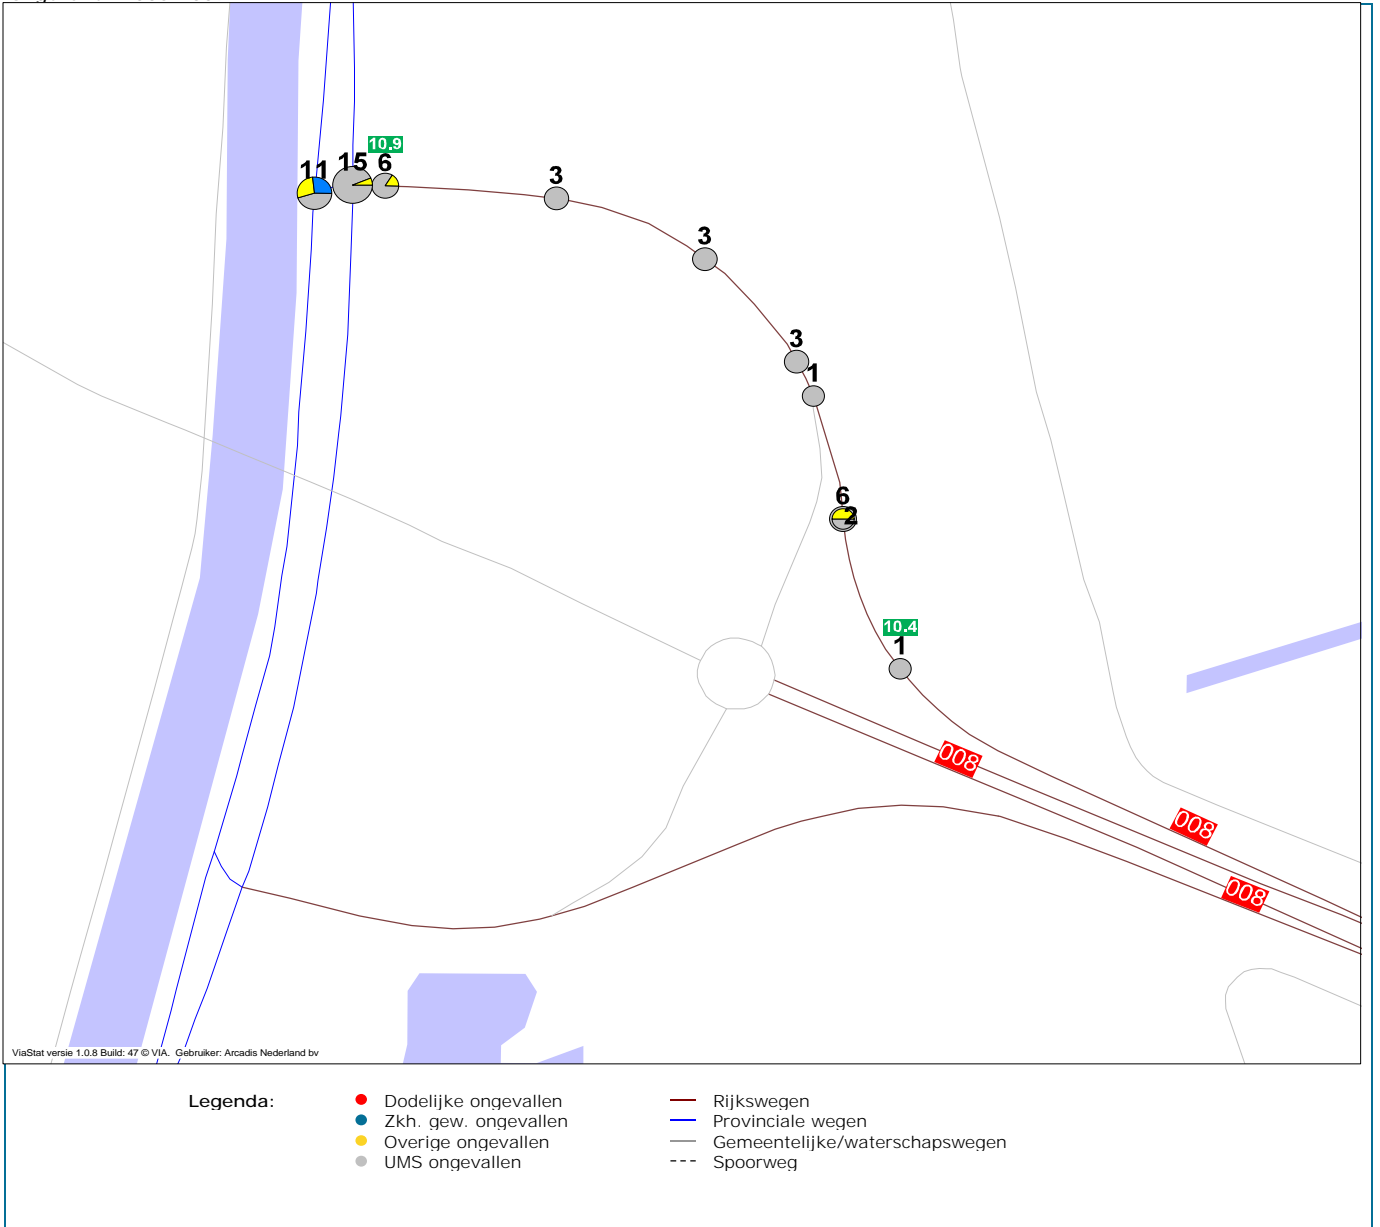 10.9
11
15
6
3
3
3
1
6
2
10.4
1
008
008
008
ViaStat versie 1.0.8 Build: 47 © VIA. Gebruiker: Arcadis Nederland bv
Legenda:
Dodelijke ongevallen
Zkh. gew. ongevallen
Overige ongevallen
UMS ongevallen
Rijkswegen
Provinciale wegen
Gemeentelijke/waterschapswegen
Spoorweg